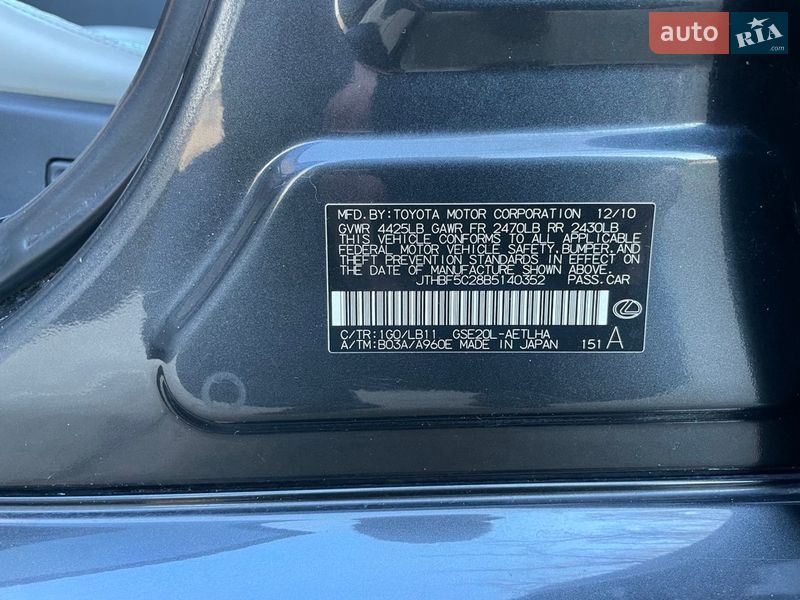 auto RIA
.com
MFD.BY:TOYOTA MOTOR CORPORATION 12/10
GVWR 4425LB GAWR FR 2470LB RR 2430LB
THIS VEHICLE CONFORMS TO ALL APPLICABLE
FEDERAL MOTOR VEHICLE SAFETY, BUMPER, AND
THEFT PREVENTION STANDARDS IN EFFECT ON
THE DATE OF MANUFACTURE SHOWN ABOVE.
JTHBF5C28B5140352 PASS.CAR
C/TR:1G0/LB11 GSE20L-AETLHA
A/TM:B03A/A960E MADE IN JAPAN 151 A